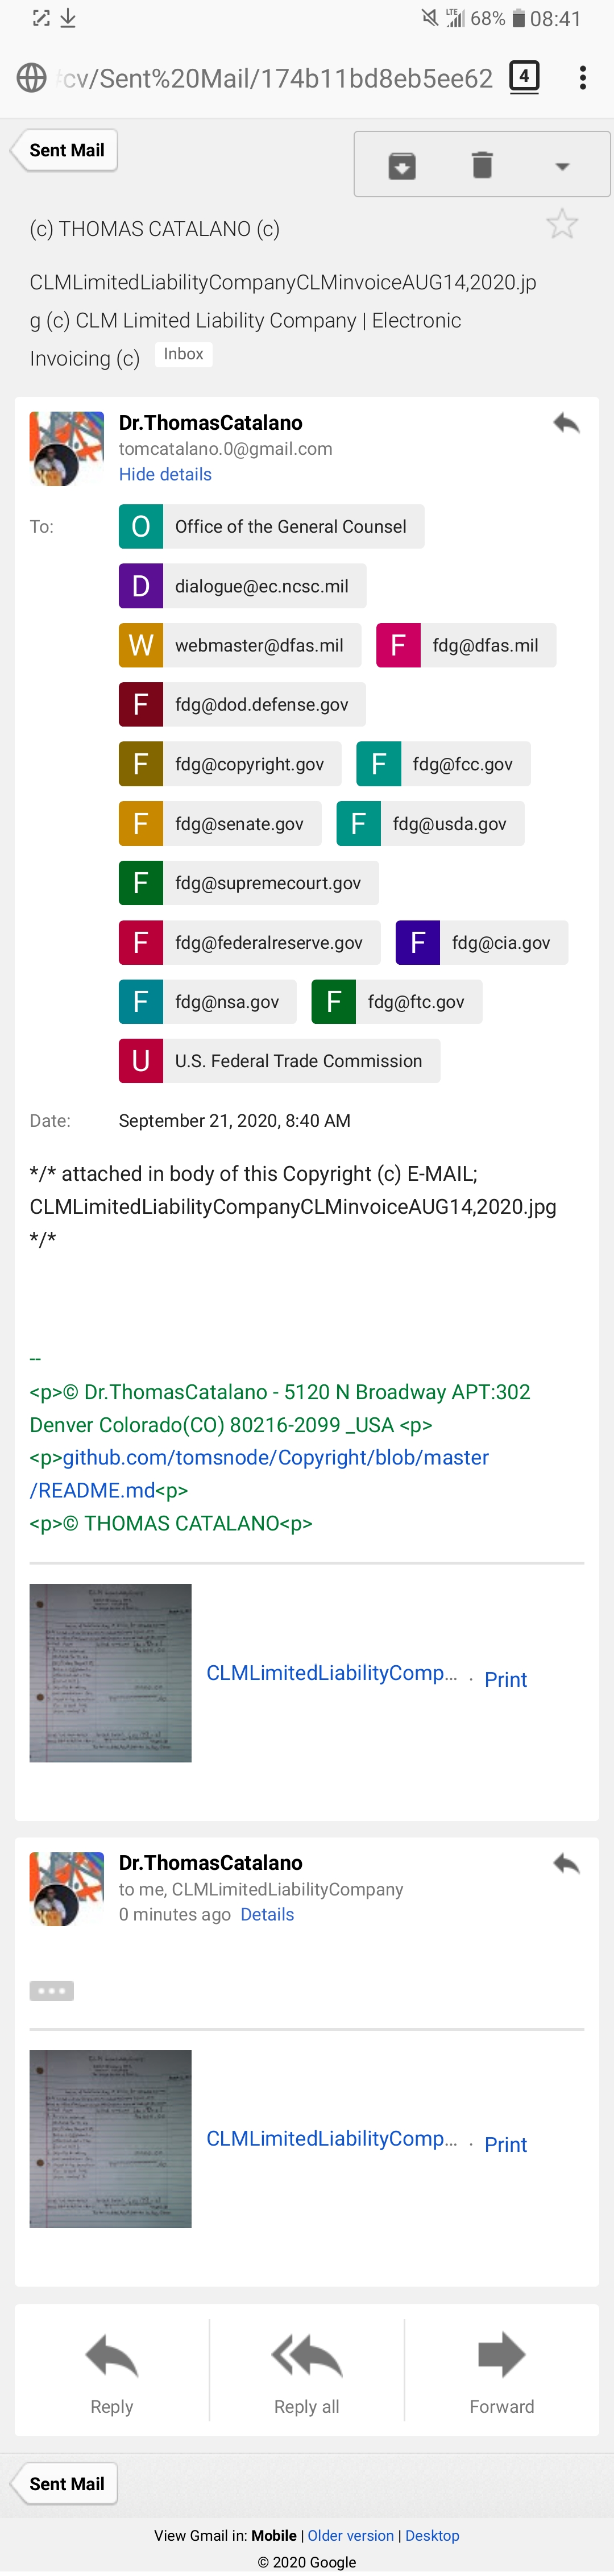 LTE 68% 08:41
cv/Sent%20Mail/174b11bd8eb5ee62 4
Sent Mail
(c) THOMAS CATALANO (c)
CLMLimitedLiabilityCompanyCLMinvoiceAUG14,2020.jp
g (c) CLM Limited Liability Company | Electronic
Invoicing (c) Inbox
Dr.ThomasCatalano
tomcatalano.0@gmail.com
Hide details
To: O Office of the General Counsel
D dialogue@ec.ncsc.mil
W webmaster@dfas.mil F fdg@dfas.mil
F fdg@dod.defense.gov
F fdg@copyright.gov F fdg@fcc.gov
F fdg@senate.gov F fdg@usda.gov
F fdg@supremecourt.gov
F fdg@federalreserve.gov F fdg@cia.gov
F fdg@nsa.gov F fdg@ftc.gov
U U.S. Federal Trade Commission
Date: September 21, 2020, 8:40 AM
*/* attached in body of this Copyright (c) E-MAIL;
CLMLimitedLiabilityCompanyCLMinvoiceAUG14,2020.jpg
*/*
--
<p>© Dr.ThomasCatalano - 5120 N Broadway APT:302
Denver Colorado(CO) 80216-2099 _USA <p>
<p>github.com/tomsnode/Copyright/blob/master
/README.md<p>
<p>© THOMAS CATALANO<p>
CLMLimitedLiabilityComp... · Print
Dr.ThomasCatalano
to me, CLMLimitedLiabilityCompany
0 minutes ago Details
CLMLimitedLiabilityComp... · Print
Reply Reply all Forward
Sent Mail
View Gmail in: Mobile | Older version | Desktop
© 2020 Google